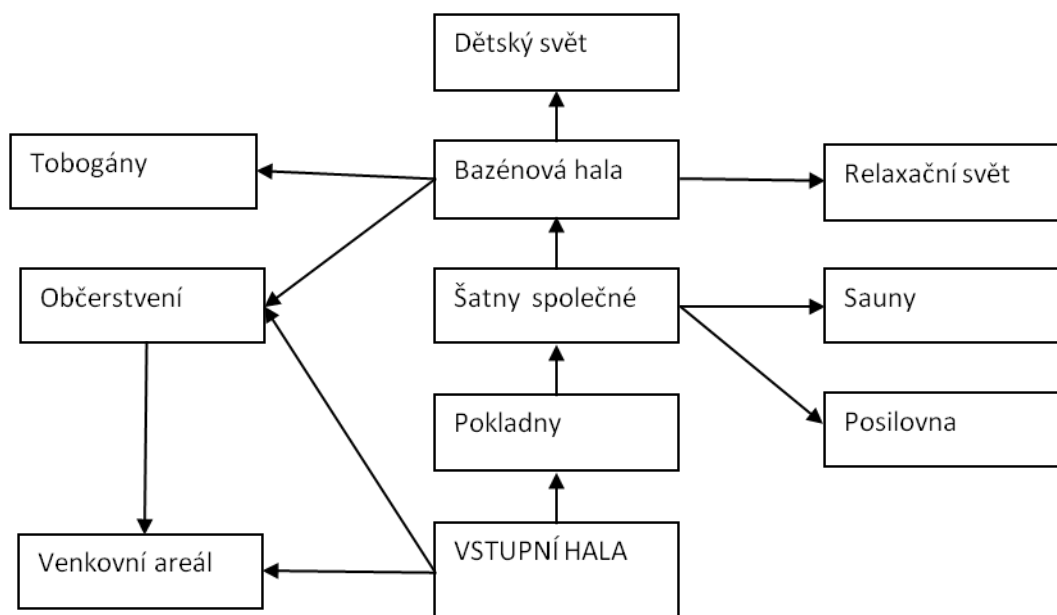 Dětský svět
Tobogány
Bazénová hala
Relaxační svět
Občerstvení
Šatny společné
Sauny
Pokladny
Posilovna
Venkovní areál
VSTUPNÍ HALA